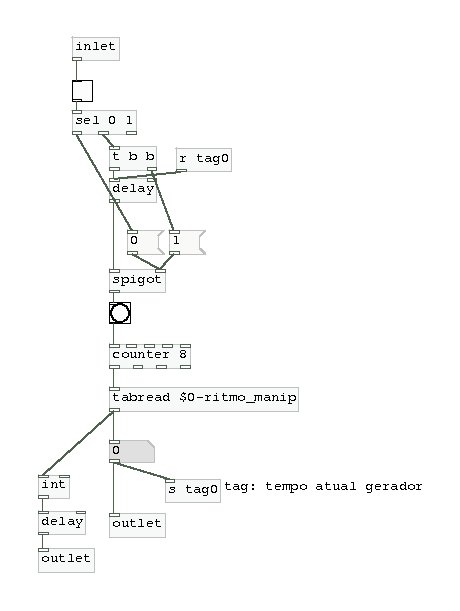 inlet
sel 0 1
t b b
r tag0
delay
0
1
spigot
counter 8
tabread $0-ritmo_manip
0
int
s tag0
tag: tempo atual gerador
delay
outlet
outlet